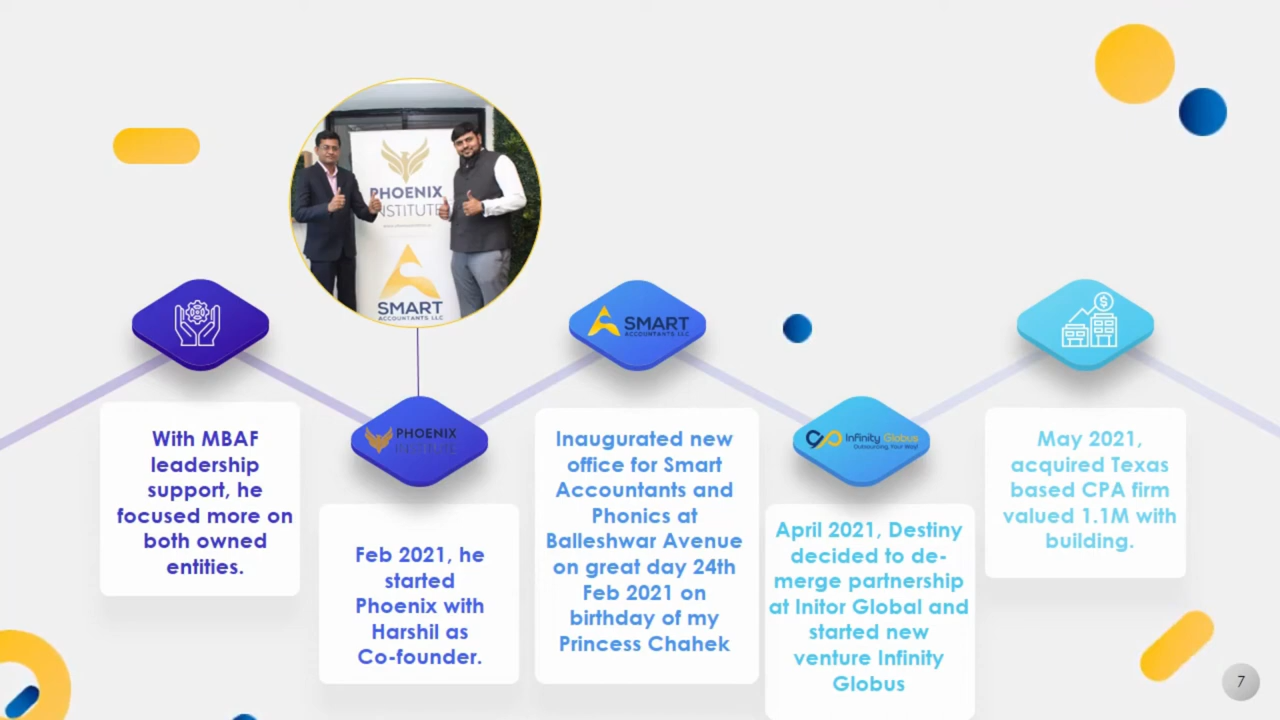 PHOENIX
INSTITUTE
SMART
ACCOUNTANTS LLC
SMART
ACCOUNTANTS LLC
PHOENIX
INSTITUTE
Infinity Globus
Outsourcing, Your Way!
With MBAF
leadership
support, he
focused more on
both owned
entities.
Feb 2021, he
started
Phoenix with
Harshil as
Co-founder.
Inaugurated new
office for Smart
Accountants and
Phonics at
Balleshwar Avenue
on great day 24th
Feb 2021 on
birthday of my
Princess Chahek
April 2021, Destiny
decided to de-
merge partnership
at Initor Global and
started new
venture Infinity
Globus
May 2021,
acquired Texas
based CPA firm
valued 1.1M with
building.
7